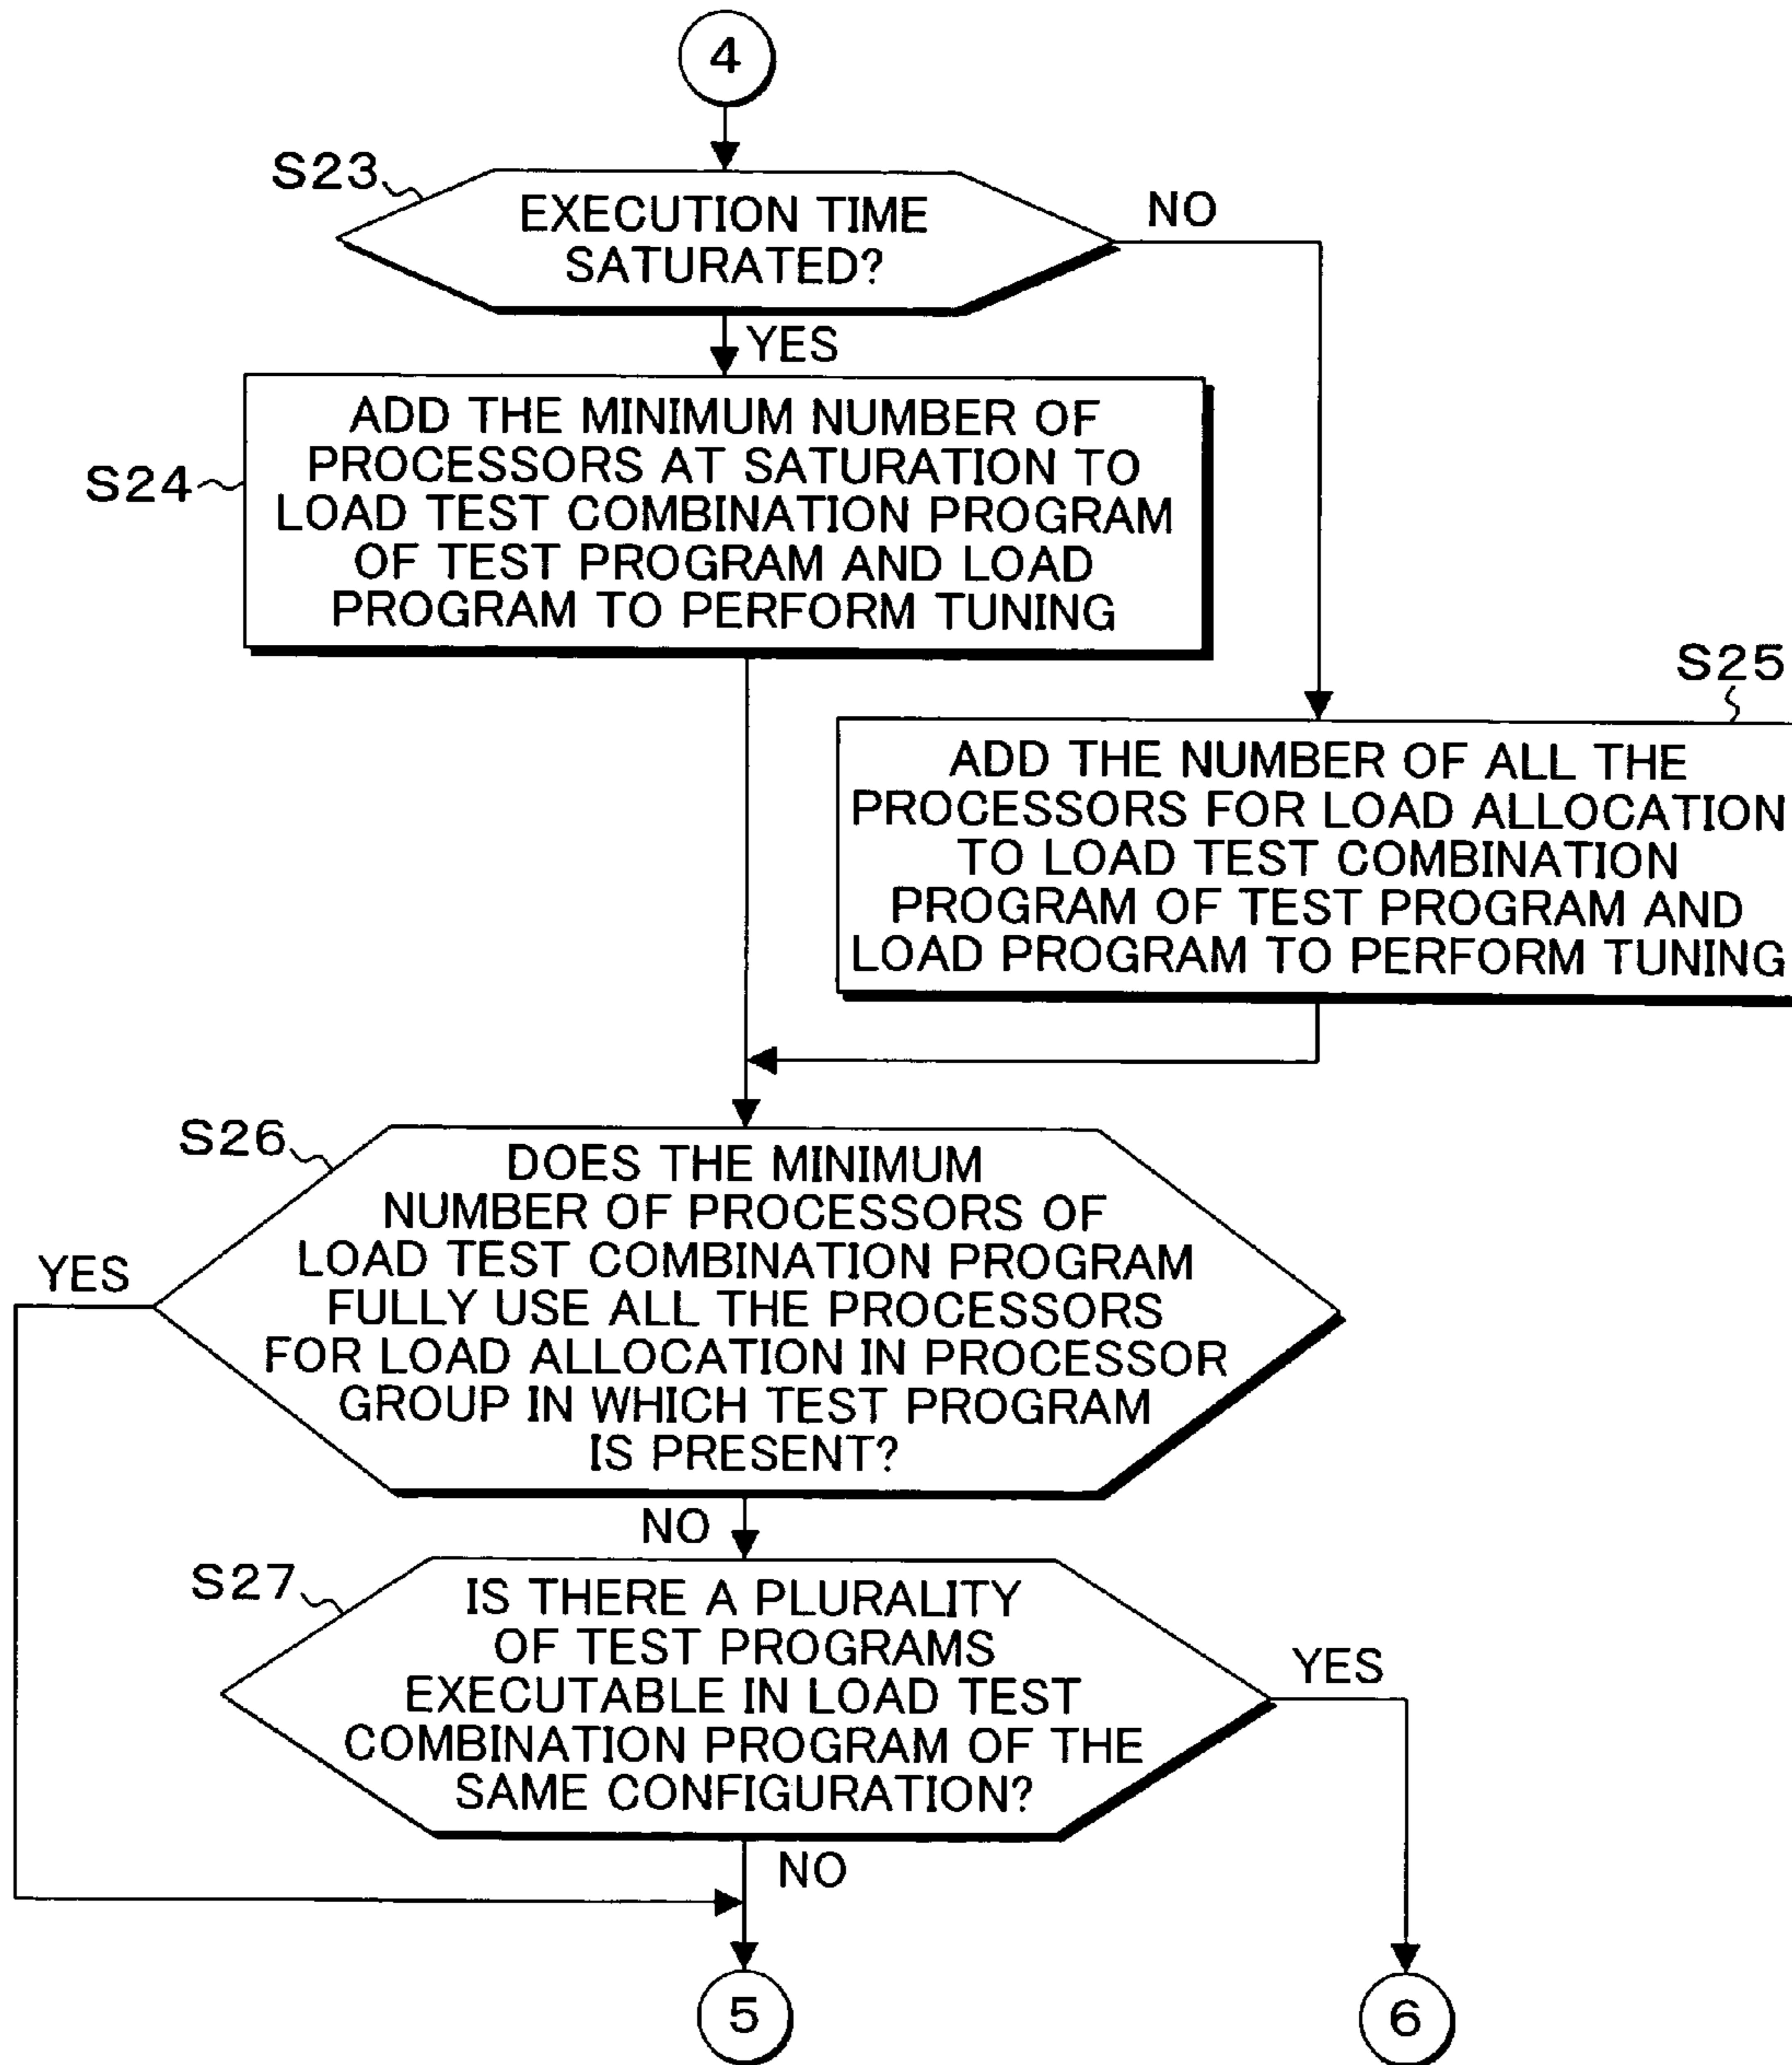 4
S23
EXECUTION TIME
SATURATED?
NO
YES
S24
ADD THE MINIMUM NUMBER OF
PROCESSORS AT SATURATION TO
LOAD TEST COMBINATION PROGRAM
OF TEST PROGRAM AND LOAD
PROGRAM TO PERFORM TUNING
S25
ADD THE NUMBER OF ALL THE
PROCESSORS FOR LOAD ALLOCATION
TO LOAD TEST COMBINATION
PROGRAM OF TEST PROGRAM AND
LOAD PROGRAM TO PERFORM TUNING
S26
DOES THE MINIMUM
NUMBER OF PROCESSORS OF
LOAD TEST COMBINATION PROGRAM
FULLY USE ALL THE PROCESSORS
FOR LOAD ALLOCATION IN PROCESSOR
GROUP IN WHICH TEST PROGRAM
IS PRESENT?
YES
NO
S27
IS THERE A PLURALITY
OF TEST PROGRAMS
EXECUTABLE IN LOAD TEST
COMBINATION PROGRAM OF THE
SAME CONFIGURATION?
YES
NO
5
6